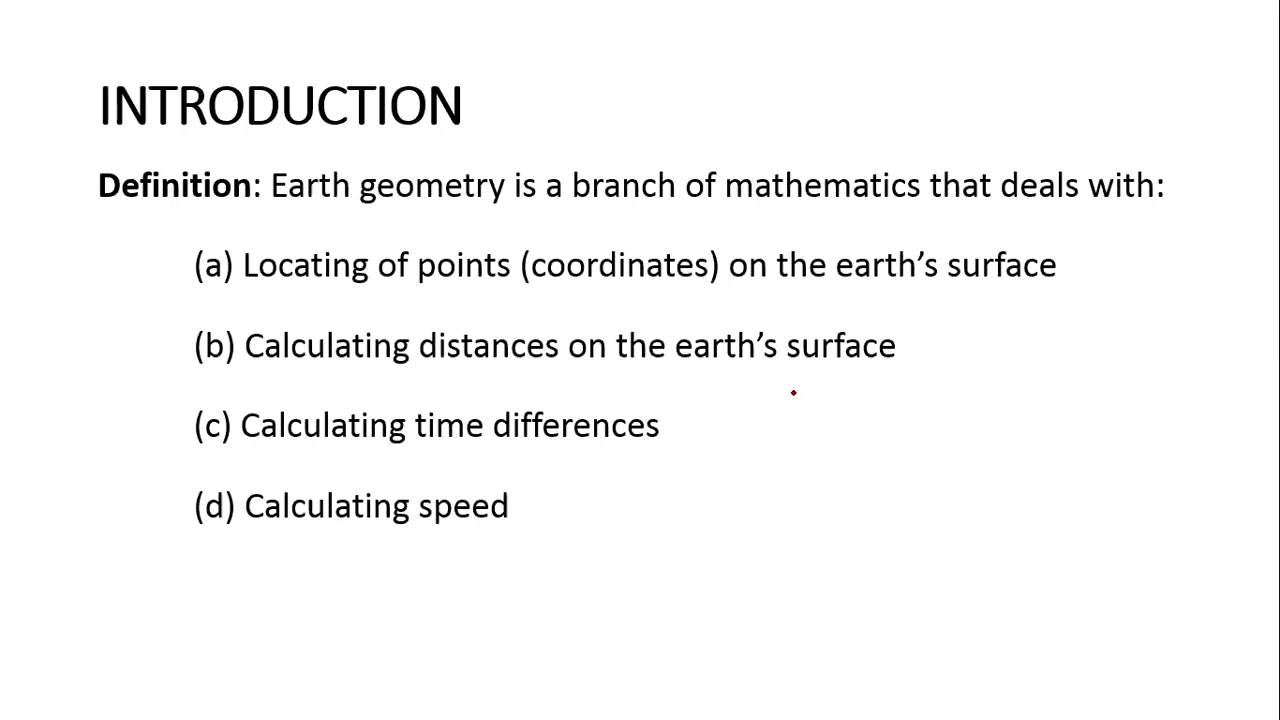 INTRODUCTION
Definition: Earth geometry is a branch of mathematics that deals with:
(a) Locating of points (coordinates) on the earth’s surface
(b) Calculating distances on the earth’s surface
(c) Calculating time differences
(d) Calculating speed